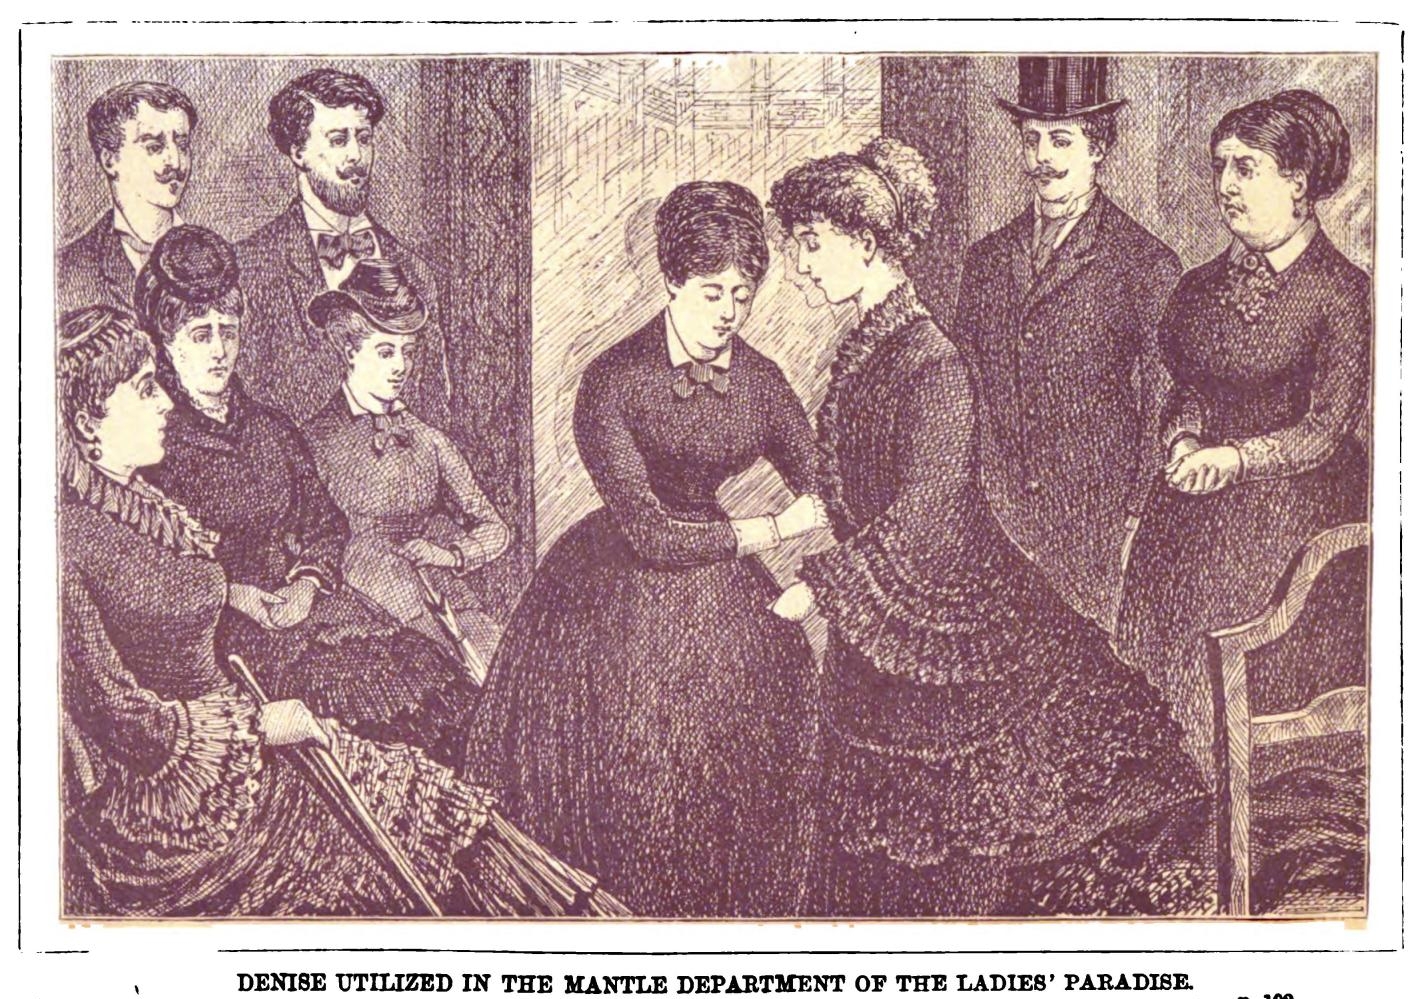 DENISE UTILIZED IN THE MANTLE DEPARTMENT OF THE LADIES' PARADISE.